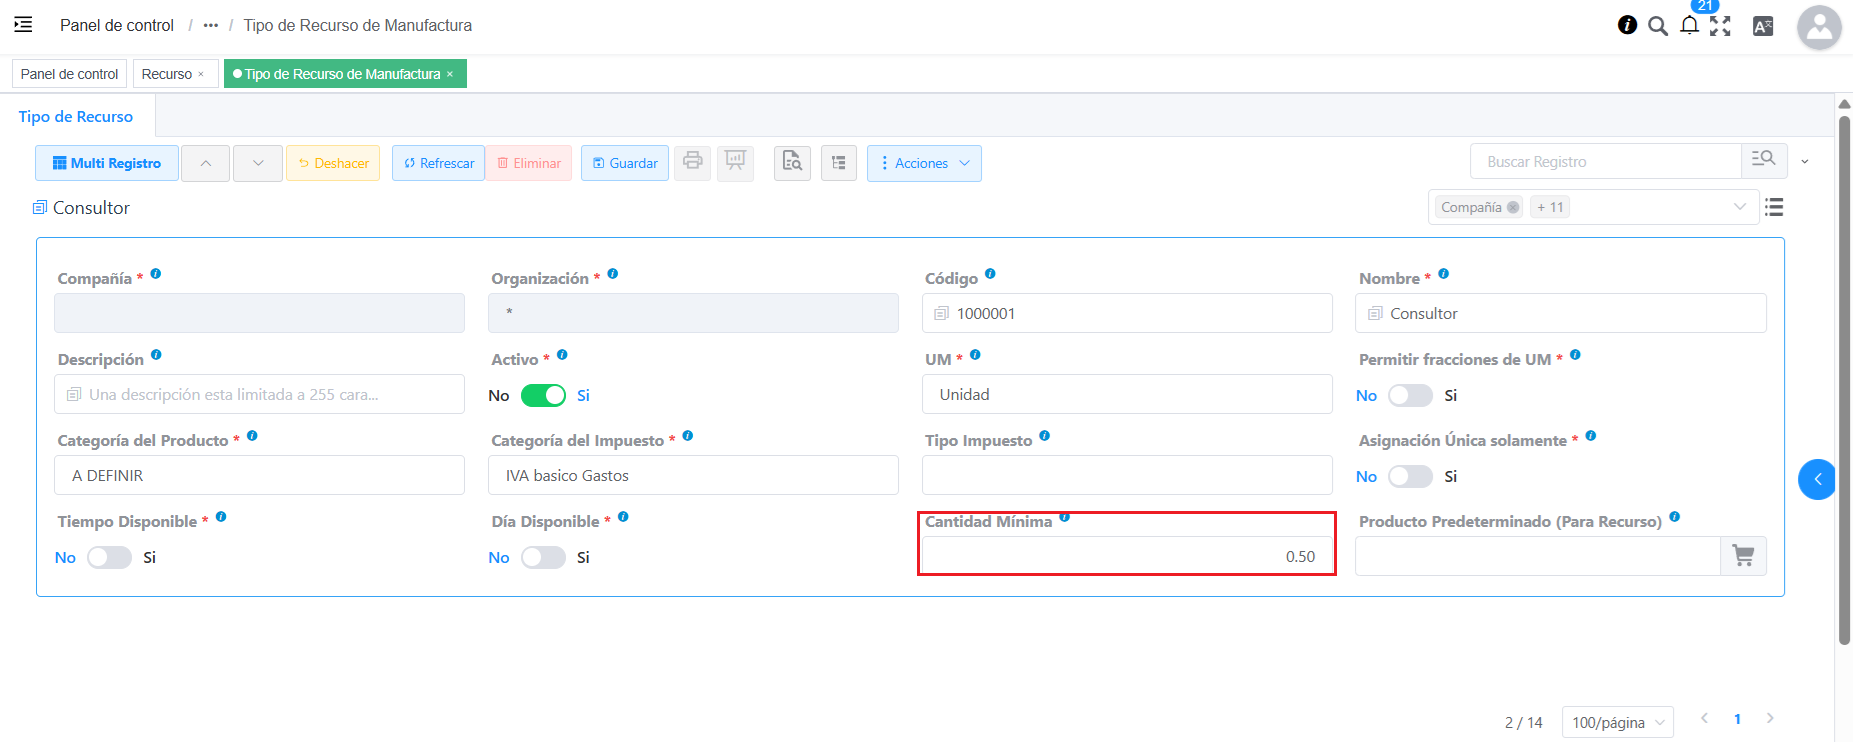 Panel de control / ••• / Tipo de Recurso de Manufactura
21
Panel de control
Recurso ×
Tipo de Recurso de Manufactura ×
Tipo de Recurso
Multi Registro
Deshacer
Refrescar
Eliminar
Guardar
Acciones
Buscar Registro
Consultor
Compañía
+ 11
Compañía *
Organización *
Código
Nombre *
*
1000001
Consultor
Descripción
Activo *
UM *
Permitir fracciones de UM *
Una descripción esta limitada a 255 cara...
No Si
Unidad
No Si
Categoría del Producto *
Categoría del Impuesto *
Tipo Impuesto
Asignación Única solamente *
A DEFINIR
IVA basico Gastos
No Si
Tiempo Disponible *
Día Disponible *
Cantidad Mínima
Producto Predeterminado (Para Recurso)
No Si
No Si
0.50
2 / 14
100/página
1